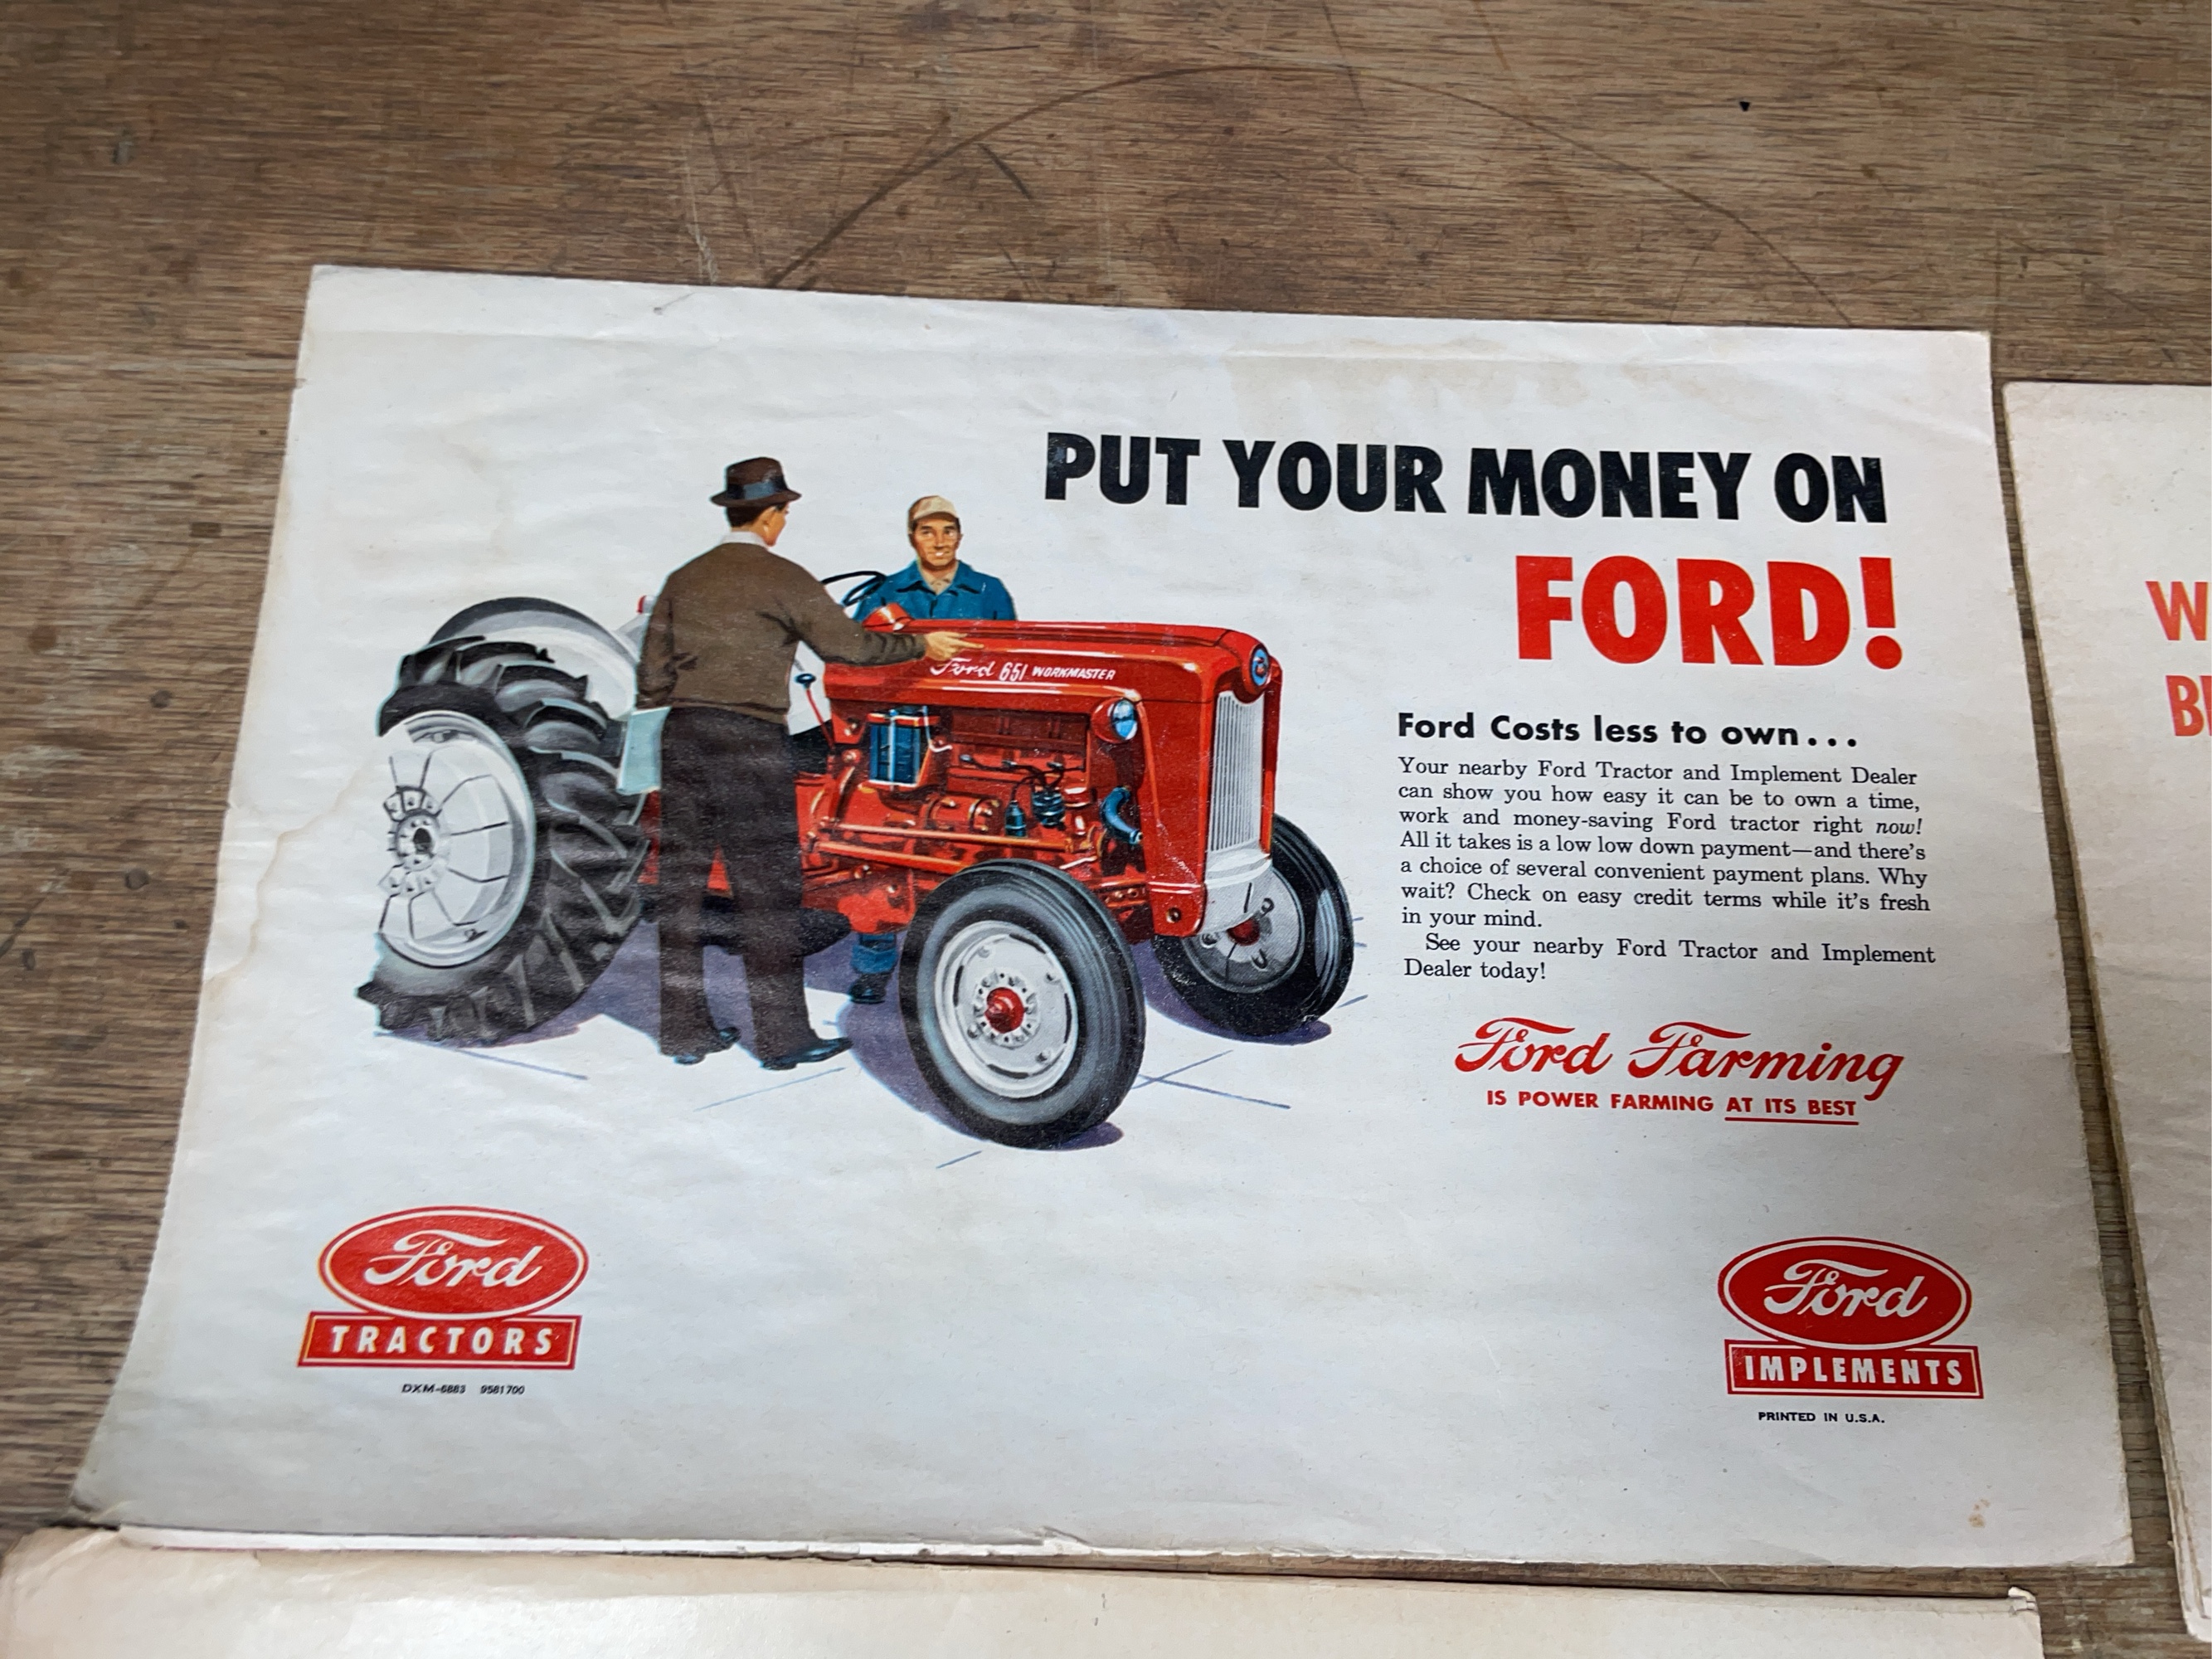 PUT YOUR MONEY ON
FORD!
Ford 651 WORKMASTER
Ford Costs less to own...
Your nearby Ford Tractor and Implement Dealer
can show you how easy it can be to own a time,
work and money-saving Ford tractor right now!
All it takes is a low low down payment—and there's
a choice of several convenient payment plans. Why
wait? Check on easy credit terms while it's fresh
in your mind.
See your nearby Ford Tractor and Implement
Dealer today!
Ford Farming
IS POWER FARMING AT ITS BEST
Ford
TRACTORS
DXM-6883 9581700
Ford
IMPLEMENTS
PRINTED IN U.S.A.